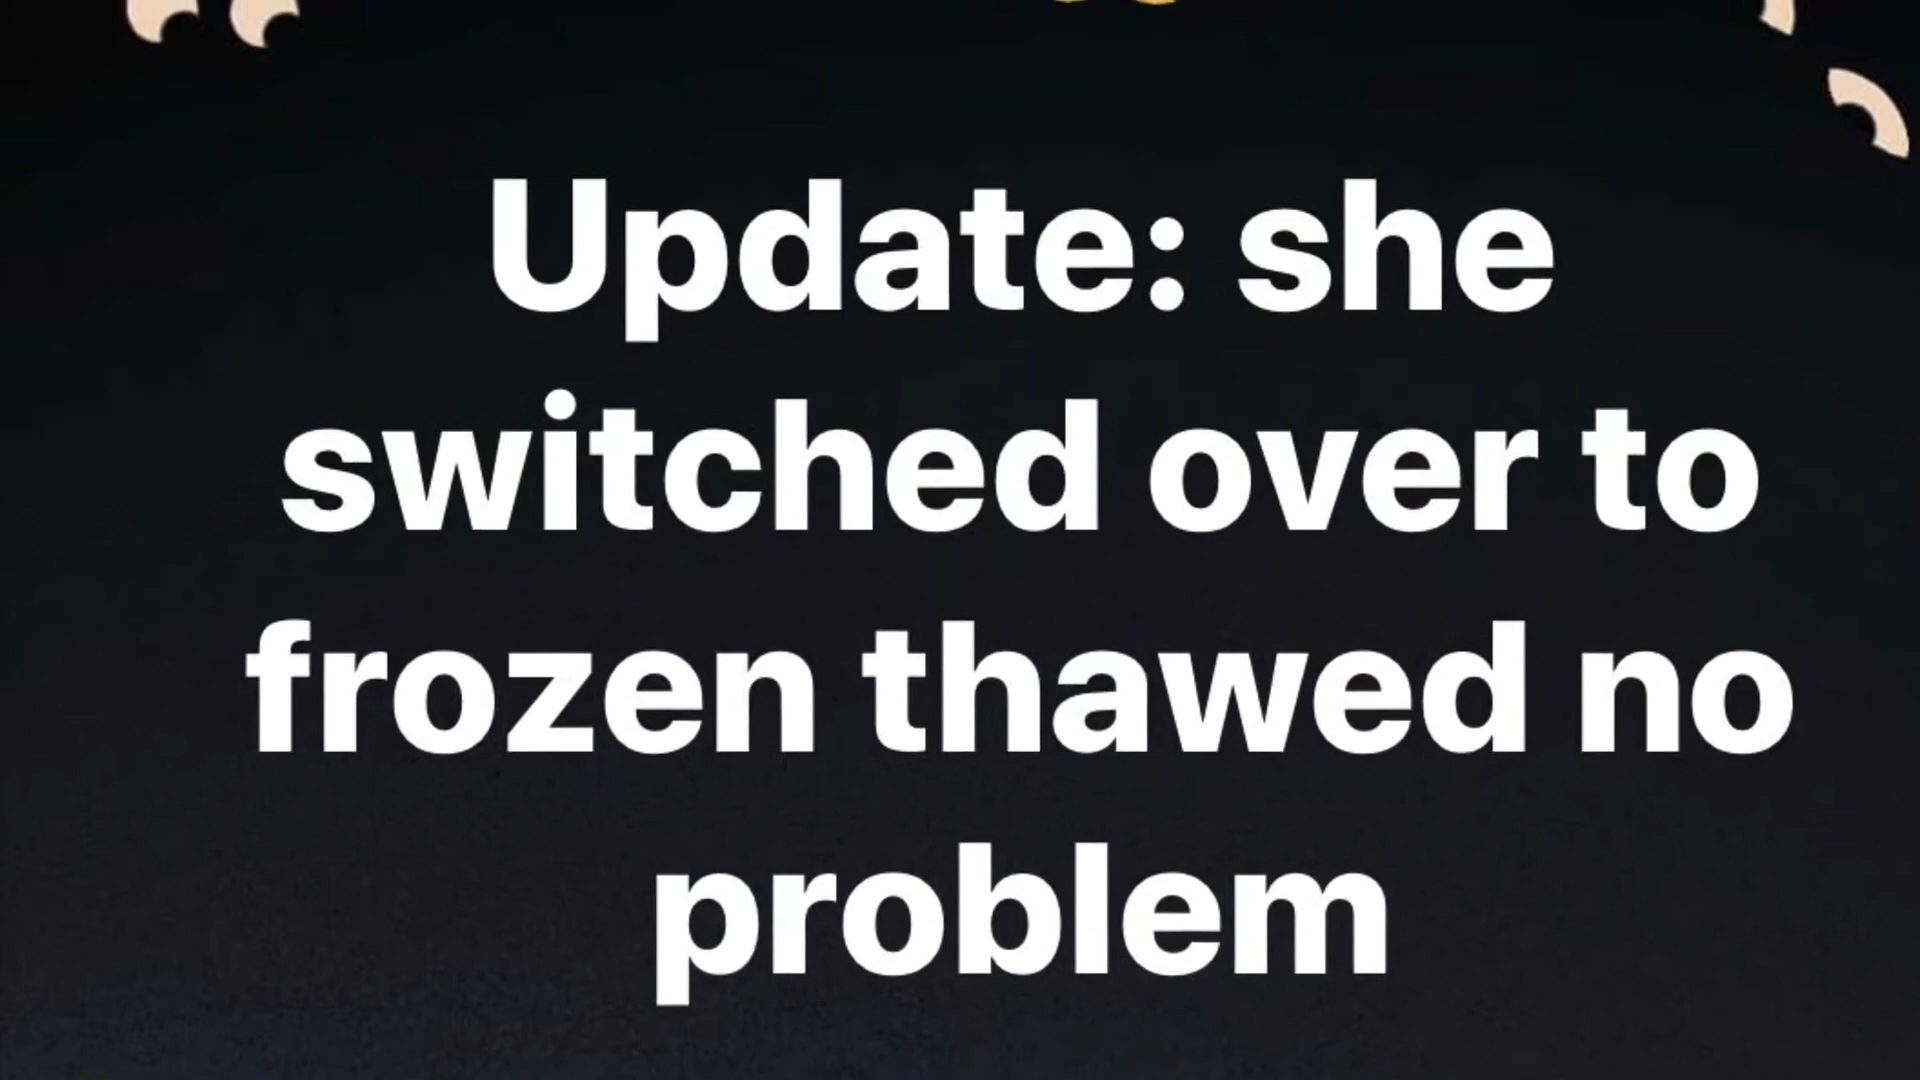 Update: she
switched over to
frozen thawed no
problem